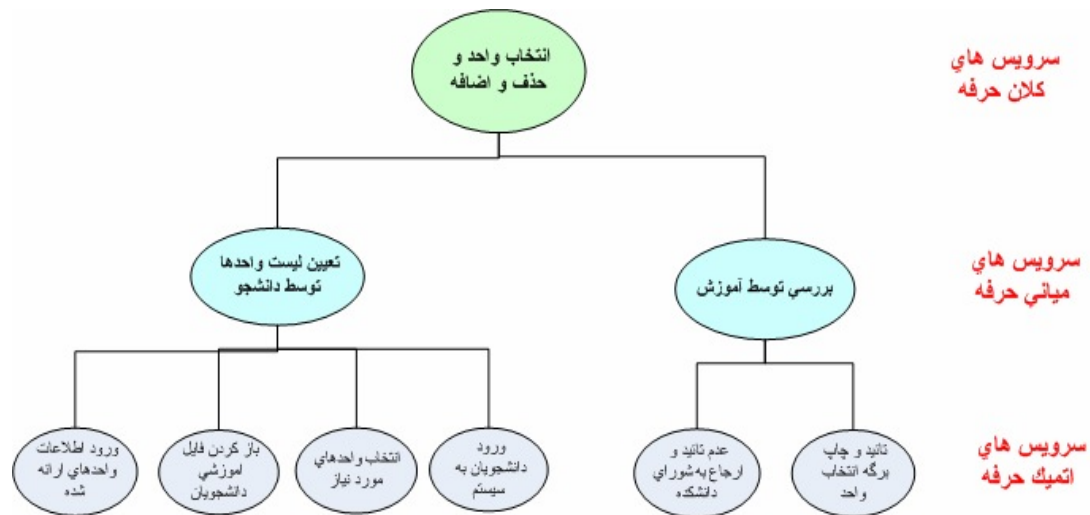 انتخاب واحد و
حذف و اضافه
سرويس هاي
كلان حرفه
بررسي توسط آموزش
تعيين ليست واحدها
توسط دانشجو
سرويس هاي
مياني حرفه
تائيد و چاپ
برگه انتخاب
واحد
عدم تائيد و
ارجاع به شوراي
دانشكده
ورود
دانشجويان به
سيستم
انتخاب واحدهاي
مورد نياز
باز كردن فايل
اموزشي
دانشجويان
ورود اطلاعات
واحدهاي ارائه
شده
سرويس هاي
اتميك حرفه